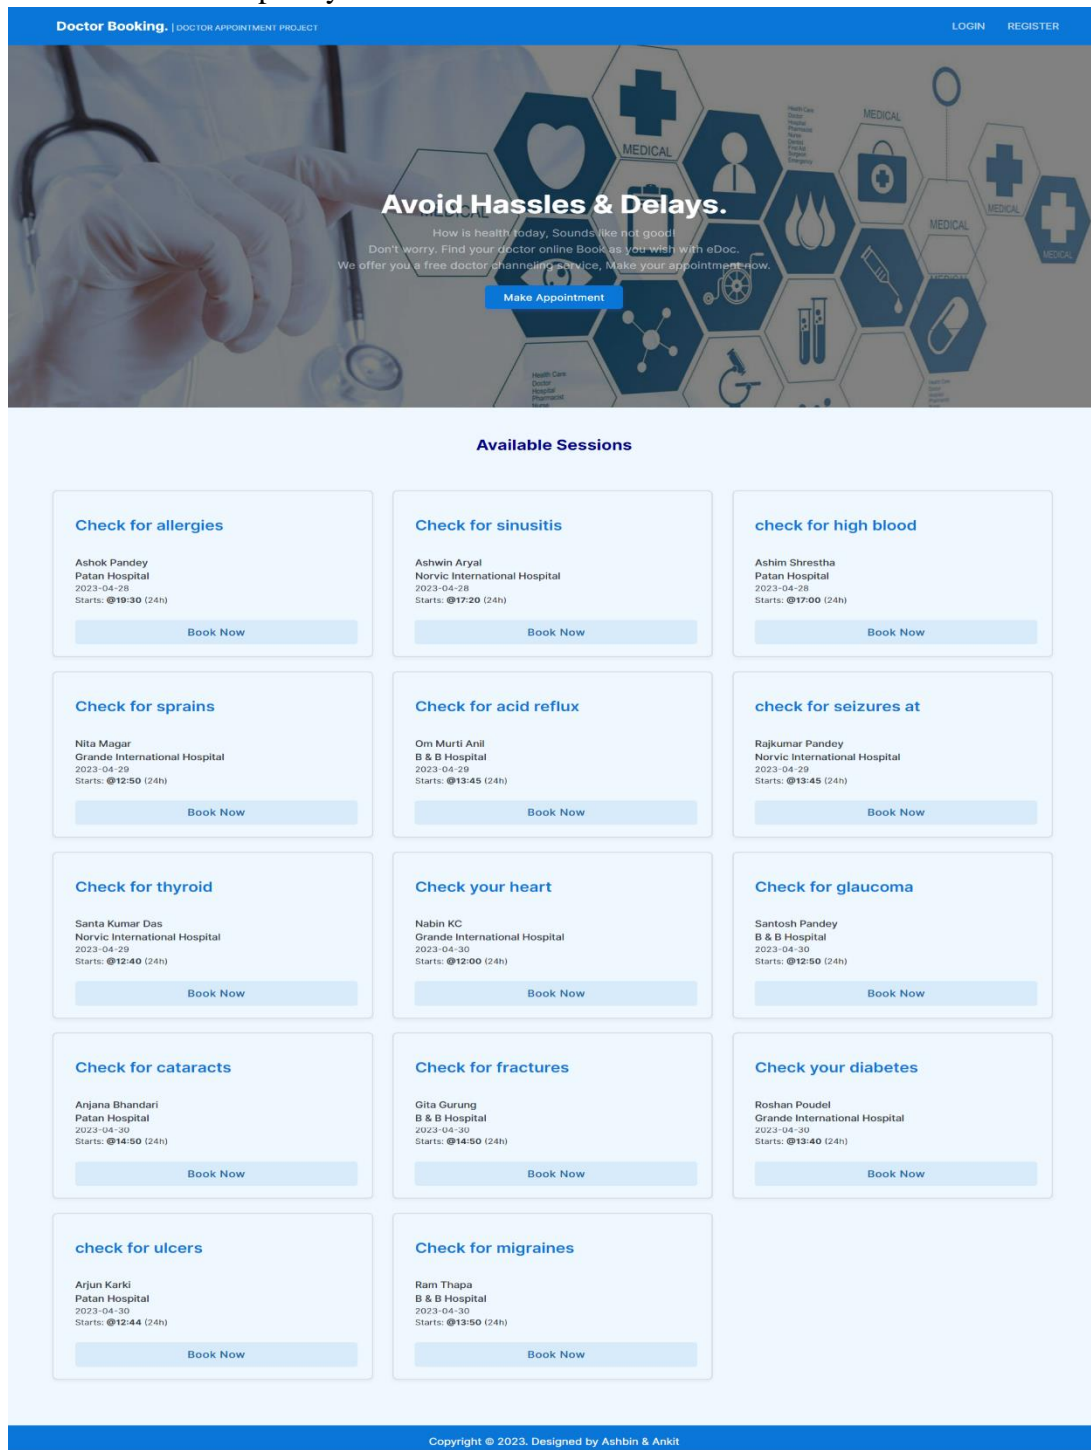 Doctor Booking. | DOCTOR APPOINTMENT PROJECT
LOGIN REGISTER
MEDICAL
MEDICAL
MEDICAL
MEDICAL
MEDICAL
Avoid Hassles & Delays.
How is health today, Sounds like not good!
Don't worry. Find your doctor online Book as you wish with eDoc.
We offer you a free doctor channeling service, Make your appointment now.
Make Appointment
Health Care
Doctor
Hospital
Pharmacist
Nurse
Available Sessions
Check for allergies
Ashok Pandey
Patan Hospital
2023-04-28
Starts: @19:30 (24h)
Book Now
Check for sinusitis
Ashwin Aryal
Norvic International Hospital
2023-04-28
Starts: @17:20 (24h)
Book Now
check for high blood
Ashim Shrestha
Patan Hospital
2023-04-28
Starts: @17:00 (24h)
Book Now
Check for sprains
Nita Magar
Grande International Hospital
2023-04-29
Starts: @12:50 (24h)
Book Now
Check for acid reflux
Om Murti Anil
B & B Hospital
2023-04-29
Starts: @13:45 (24h)
Book Now
check for seizures at
Rajkumar Pandey
Norvic International Hospital
2023-04-29
Starts: @13:45 (24h)
Book Now
Check for thyroid
Santa Kumar Das
Norvic International Hospital
2023-04-29
Starts: @12:40 (24h)
Book Now
Check your heart
Nabin KC
Grande International Hospital
2023-04-30
Starts: @12:00 (24h)
Book Now
Check for glaucoma
Santosh Pandey
B & B Hospital
2023-04-30
Starts: @12:50 (24h)
Book Now
Check for cataracts
Anjana Bhandari
Patan Hospital
2023-04-30
Starts: @14:50 (24h)
Book Now
Check for fractures
Gita Gurung
B & B Hospital
2023-04-30
Starts: @14:50 (24h)
Book Now
Check your diabetes
Roshan Poudel
Grande International Hospital
2023-04-30
Starts: @13:40 (24h)
Book Now
check for ulcers
Arjun Karki
Patan Hospital
2023-04-30
Starts: @12:44 (24h)
Book Now
Check for migraines
Ram Thapa
B & B Hospital
2023-04-30
Starts: @13:50 (24h)
Book Now
Copyright © 2023. Designed by Ashbin & Ankit